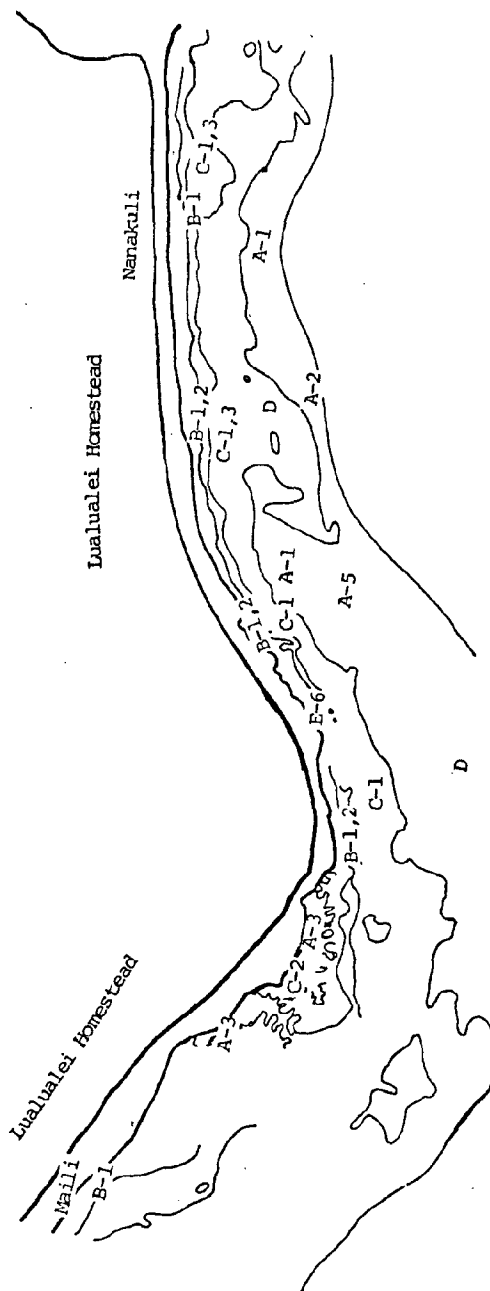 Lualualei Homestead
Maili
B-1
A-3
C-2
A-3
B-1,2
C-1
D
E-6
B-1,2
C-1
A-1
A-5
Lualualei Homestead
B-1,2
C-1,3
D
A-2
Nanakuli
B-1
C-1,3
A-1